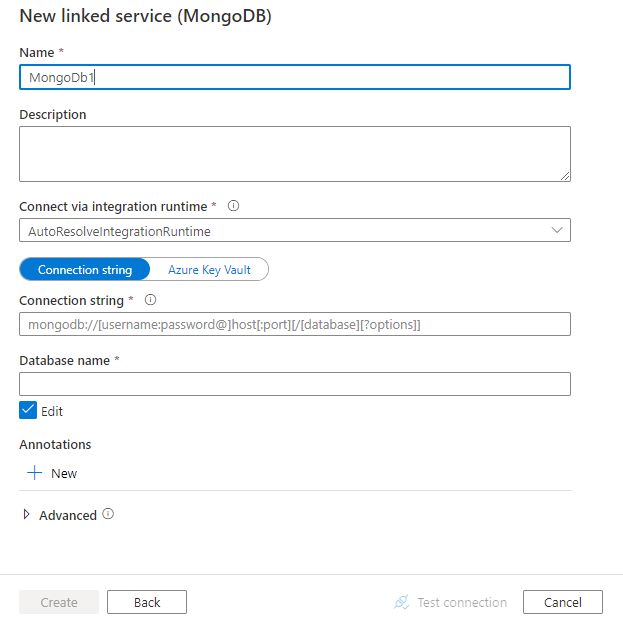 New linked service (MongoDB)
Name *
MongoDb1
Description
Connect via integration runtime *
AutoResolveIntegrationRuntime
Connection string Azure Key Vault
Connection string *
mongodb://[username:password@]host[:port][/[database][?options]]
Database name *
Edit
Annotations
New
Advanced
Create Back Test connection Cancel